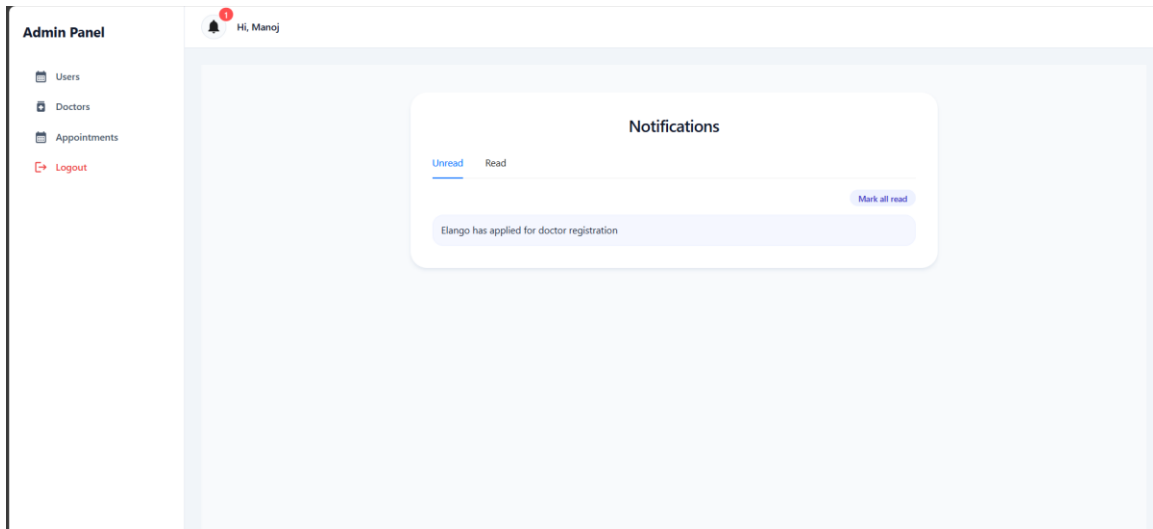 Admin Panel
1
Hi, Manoj
Users
Doctors
Appointments
Logout
Notifications
Unread Read
Mark all read
Elango has applied for doctor registration